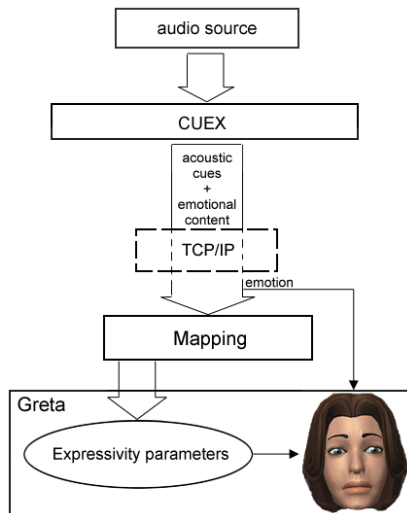 audio source
CUEX
acoustic
cues
+
emotional
content
TCP/IP
emotion
Mapping
Greta
Expressivity parameters